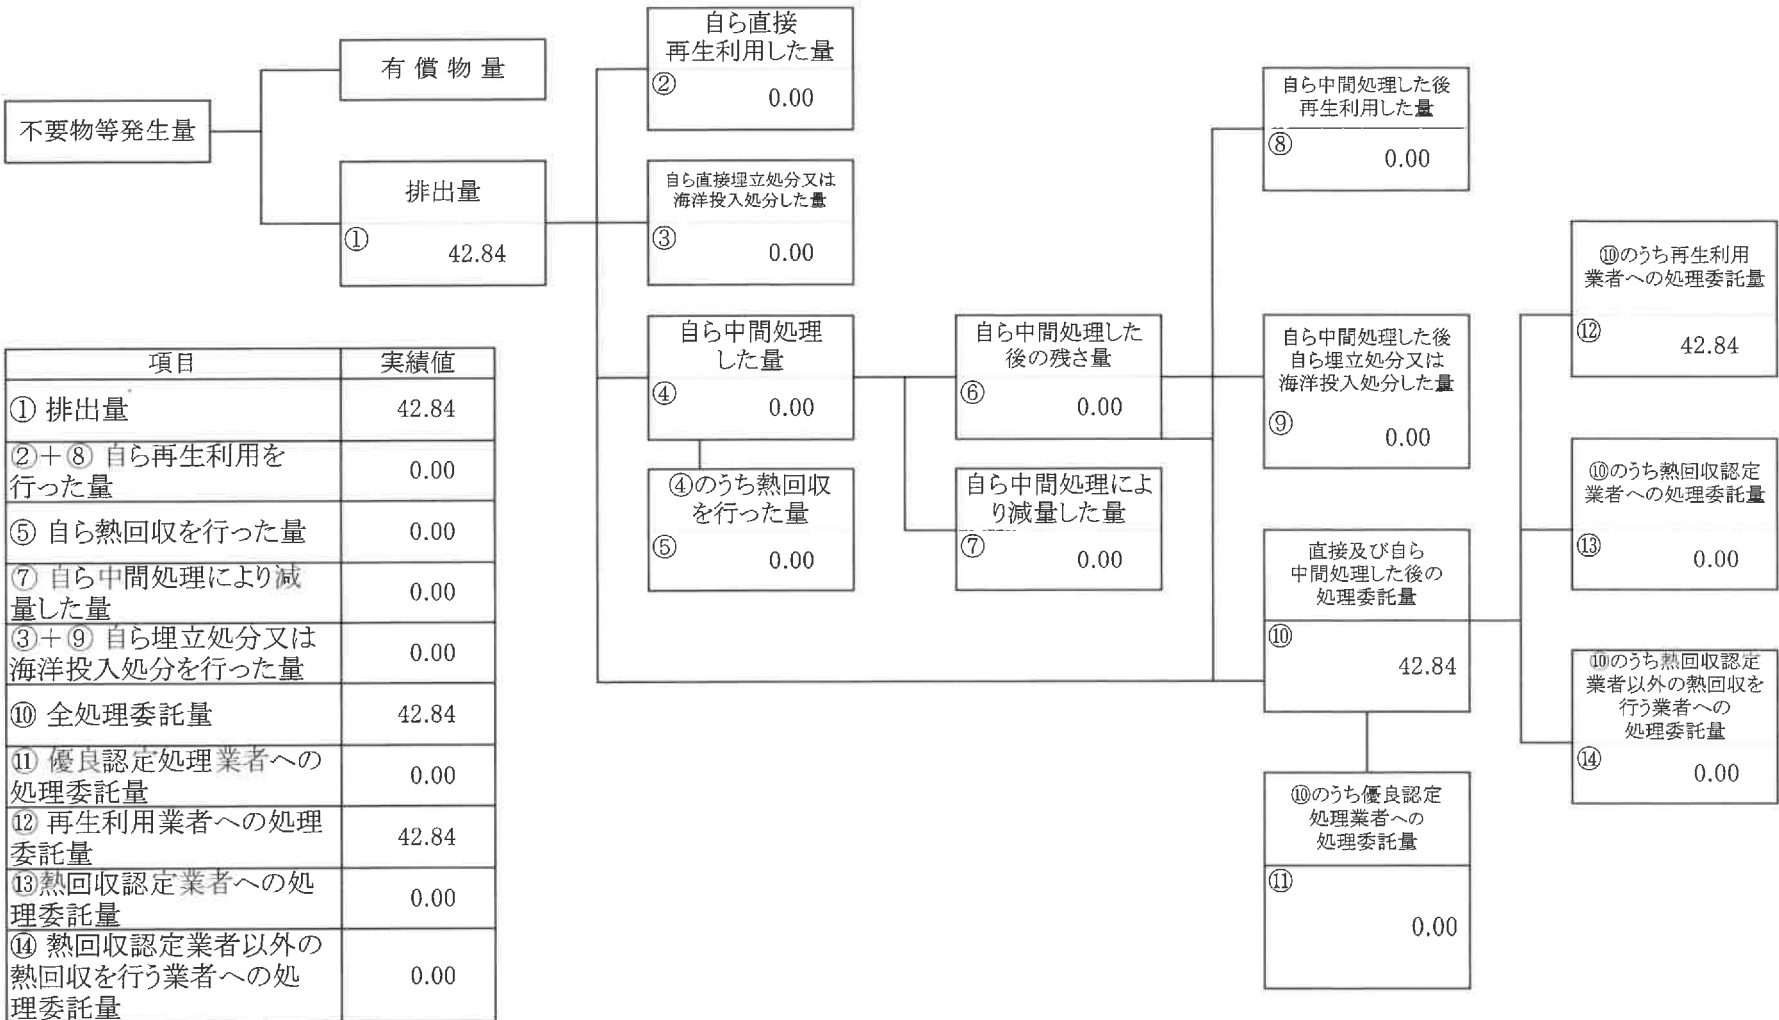 不要物等発生量
有償物量
排出量
①
42.84
自ら直接
再生利用した量
②
0.00
自ら直接埋立処分又は
海洋投入処分した量
③
0.00
自ら中間処理
した量
④
0.00
④のうち熱回収
を行った量
⑤
0.00
自ら中間処理した
後の残さ量
⑥
0.00
自ら中間処理によ
り減量した量
⑦
0.00
自ら中間処理した後
再生利用した量
⑧
0.00
自ら中間処理した後
自ら埋立処分又は
海洋投入処分した量
⑨
0.00
直接及び自ら
中間処理した後の
処理委託量
⑩
42.84
⑩のうち優良認定
処理業者への
処理委託量
⑪
0.00
⑩のうち再生利用
業者への処理委託量
⑫
42.84
⑩のうち熱回収認定
業者への処理委託量
⑬
0.00
⑩のうち熱回収認定
業者以外の熱回収を
行う業者への
処理委託量
⑭
0.00
項目 実績値
① 排出量 42.84
②＋⑧ 自ら再生利用を
行った量 0.00
⑤ 自ら熱回収を行った量 0.00
⑦ 自ら中間処理により減
量した量 0.00
③＋⑨ 自ら埋立処分又は
海洋投入処分を行った量 0.00
⑩ 全処理委託量 42.84
⑪ 優良認定処理業者への
処理委託量 0.00
⑫ 再生利用業者への処理
委託量 42.84
⑬熱回収認定業者への処
理委託量 0.00
⑭ 熱回収認定業者以外の
熱回収を行う業者への処
理委託量 0.00